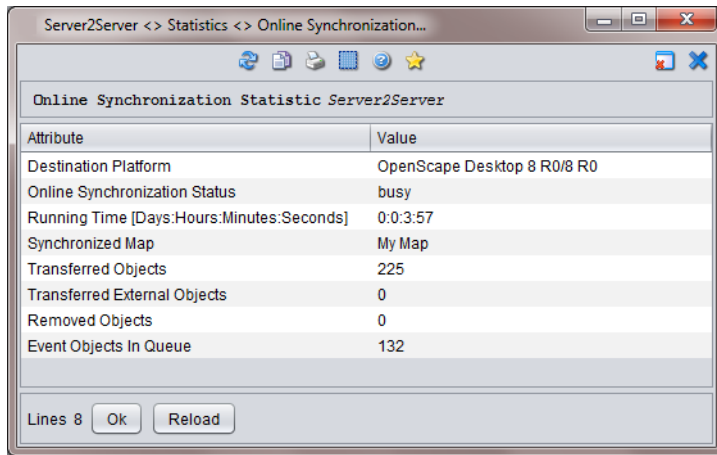 Server2Server <> Statistics <> Online Synchronization...
Online Synchronization Statistic Server2Server
Attribute Value
Destination Platform OpenScape Desktop 8 R0/8 R0
Online Synchronization Status busy
Running Time [Days:Hours:Minutes:Seconds] 0:0:3:57
Synchronized Map My Map
Transferred Objects 225
Transferred External Objects 0
Removed Objects 0
Event Objects In Queue 132
Lines 8 Ok Reload